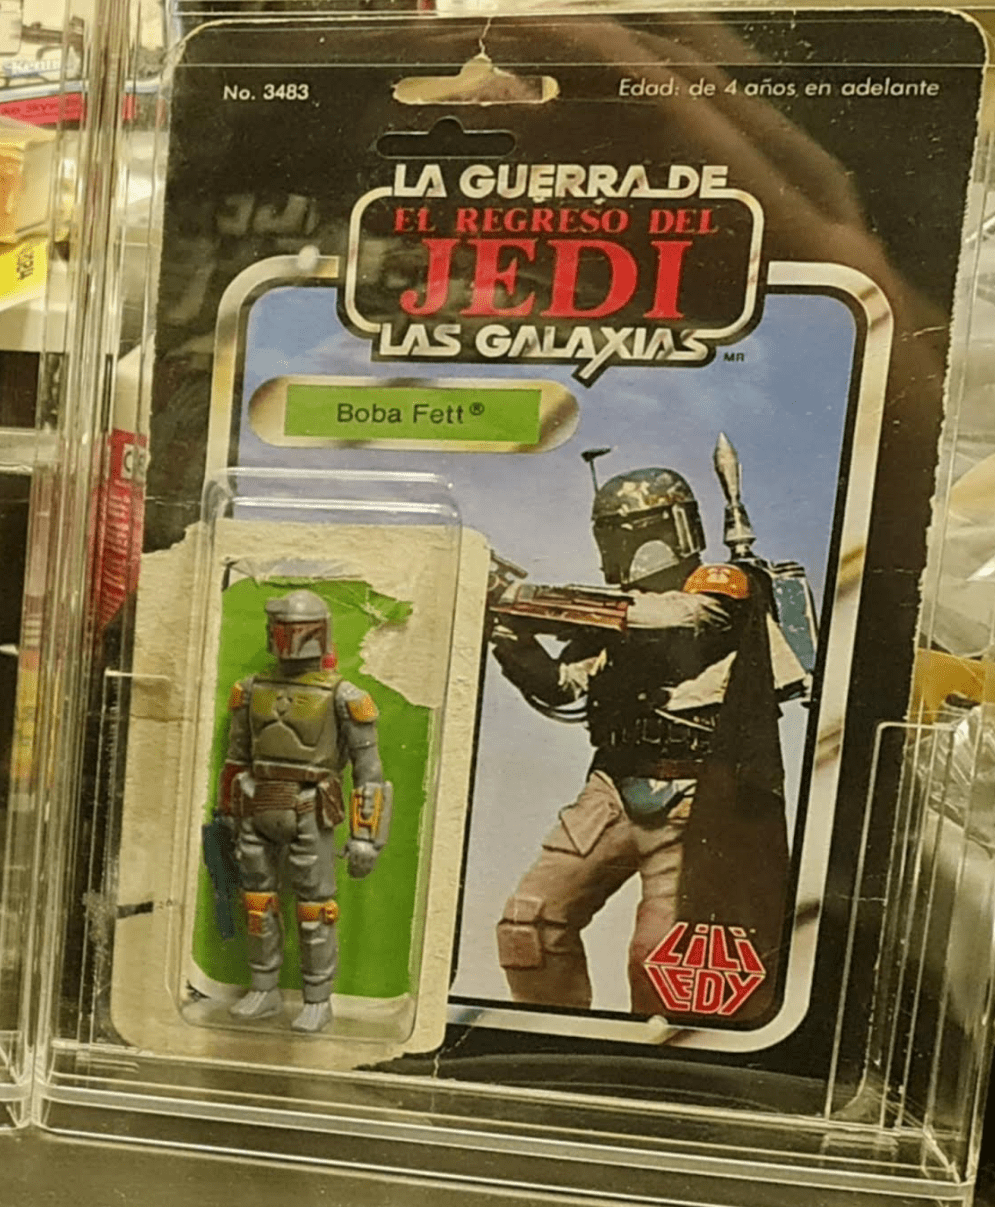 No. 3483
Edad: de 4 años en adelante
LA GUERRA DE
EL REGRESO DEL
JEDI
LAS GALAXIAS
MR
Boba Fett®
LiLi
LEDY